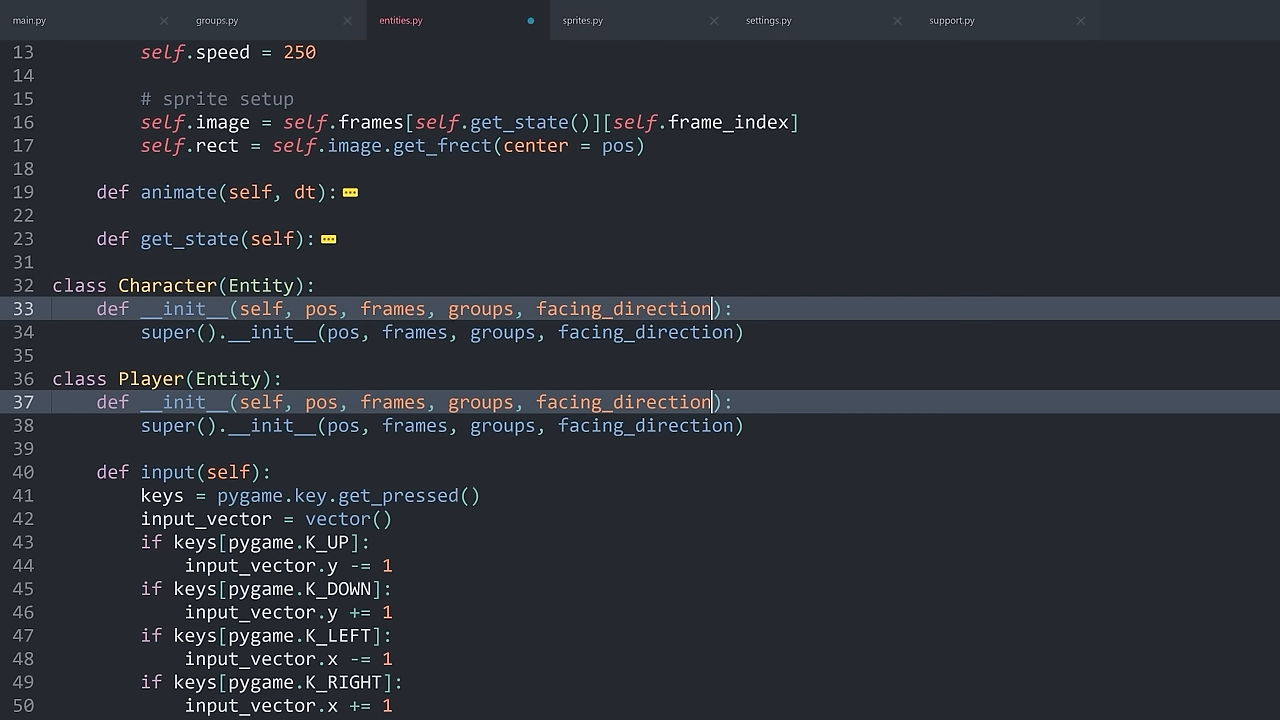 main.py × groups.py × entities.py sprites.py × settings.py × support.py ×
13 self.speed = 250
14
15 # sprite setup
16 self.image = self.frames[self.get_state()][self.frame_index]
17 self.rect = self.image.get_frect(center = pos)
18
19 def animate(self, dt):
22
23 def get_state(self):
31
32 class Character(Entity):
33 def __init__(self, pos, frames, groups, facing_direction):
34 super().__init__(pos, frames, groups, facing_direction)
35
36 class Player(Entity):
37 def __init__(self, pos, frames, groups, facing_direction):
38 super().__init__(pos, frames, groups, facing_direction)
39
40 def input(self):
41 keys = pygame.key.get_pressed()
42 input_vector = vector()
43 if keys[pygame.K_UP]:
44 input_vector.y -= 1
45 if keys[pygame.K_DOWN]:
46 input_vector.y += 1
47 if keys[pygame.K_LEFT]:
48 input_vector.x -= 1
49 if keys[pygame.K_RIGHT]:
50 input_vector.x += 1